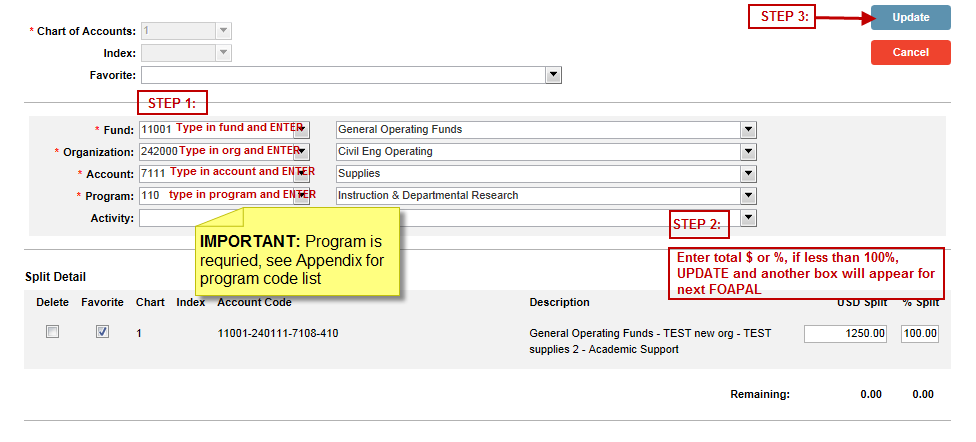 STEP 3:
Update
* Chart of Accounts: 1
Index:
Cancel
Favorite:
STEP 1:
* Fund: 11001 Type in fund and ENTER General Operating Funds
* Organization: 242000 Type in org and ENTER Civil Eng Operating
* Account: 7111 Type in account and ENTER Supplies
* Program: 110 type in program and ENTER Instruction & Departmental Research
Activity:
STEP 2:
IMPORTANT: Program is
requried, see Appendix for
program code list
Enter total $ or %, if less than 100%,
UPDATE and another box will appear for
next FOAPAL
Split Detail
Delete Favorite Chart Index Account Code Description USD Split % Split
1 11001-240111-7108-410 General Operating Funds - TEST new org - TEST 1250.00 100.00
supplies 2 - Academic Support
Remaining: 0.00 0.00